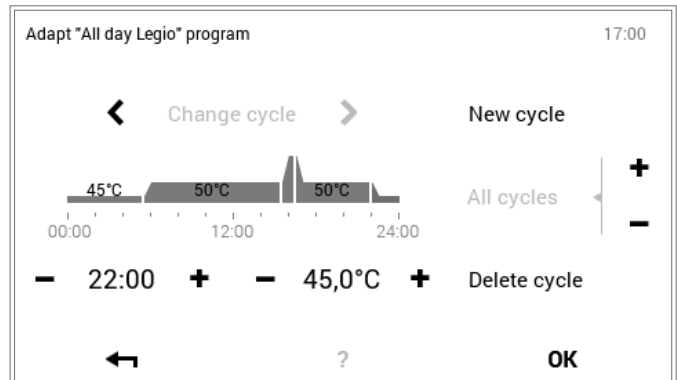 Adapt "All day Legio" program 17:00
Change cycle New cycle
45°C 50°C 50°C
All cycles
00:00 12:00 24:00
22:00 45,0°C Delete cycle
? OK